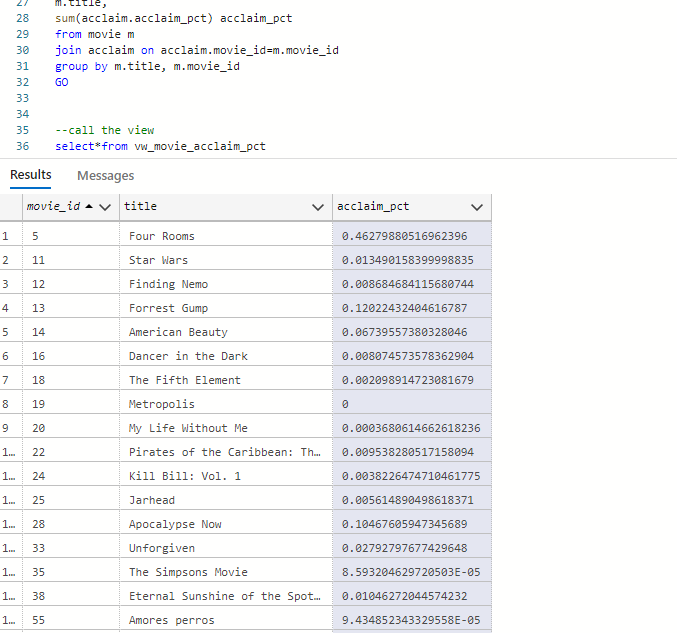 27 m.title,
28 sum(acclaim.acclaim_pct) acclaim_pct
29 from movie m
30 join acclaim on acclaim.movie_id=m.movie_id
31 group by m.title, m.movie_id
32 GO
33
34
35 --call the view
36 select*from vw_movie_acclaim_pct
Results Messages
movie_id title acclaim_pct
1 5 Four Rooms 0.46279880516962396
2 11 Star Wars 0.013490158399998835
3 12 Finding Nemo 0.008684684115680744
4 13 Forrest Gump 0.12022432404616787
5 14 American Beauty 0.06739557380328046
6 16 Dancer in the Dark 0.008074573578362904
7 18 The Fifth Element 0.002098914723081679
8 19 Metropolis 0
9 20 My Life Without Me 0.0003680614662618236
1… 22 Pirates of the Caribbean: Th… 0.009538280517158094
1… 24 Kill Bill: Vol. 1 0.0038226474710461775
1… 25 Jarhead 0.005614890498618371
1… 28 Apocalypse Now 0.10467605947345689
1… 33 Unforgiven 0.02792797677429648
1… 35 The Simpsons Movie 8.593204629720503E-05
1… 38 Eternal Sunshine of the Spot… 0.01046272044574232
1… 55 Amores perros 9.434852343329558E-05